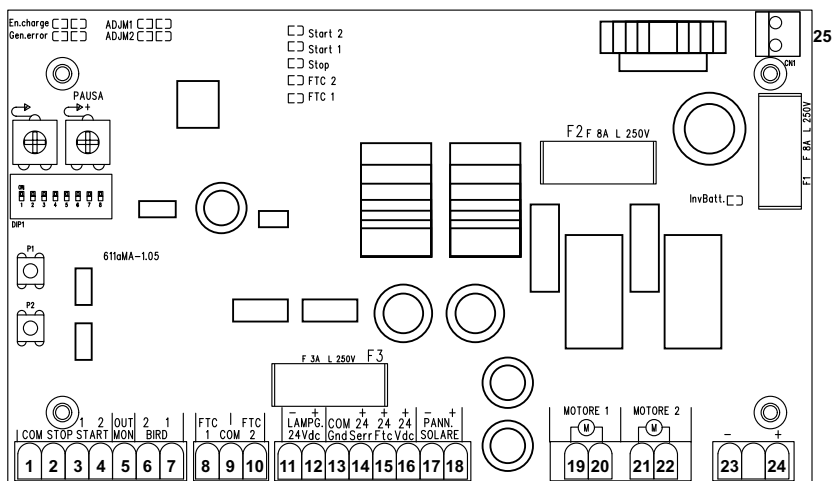 En.charge
Gen.error
ADJM1
ADJM2
Start 2
Start 1
Stop
FTC 2
FTC 1
25
CN1
PAUSA
+
F2 F 8A L 250V
F1 F 8A L 250V
InvBatt.
ON
1 2 3 4 5 6 7 8
DIP1
P1
611aMA-1.05
P2
F 3A L 250V F3
1 2 OUT 2 1
COM STOP START MON BIRD
FTC FTC
1 COM 2
- + + + + - +
LAMPG. COM 24 24 24 PANN.
24Vdc Gnd Serr Ftc Vdc SOLARE
MOTORE 1 MOTORE 2
M M
- +
1 2 3 4 5 6 7 8 9 10 11 12 13 14 15 16 17 18 19 20 21 22 23 24